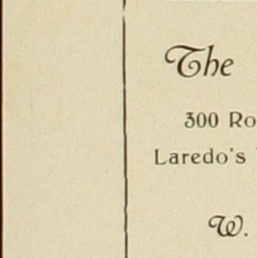 The
300 Ro
Laredo's
W.